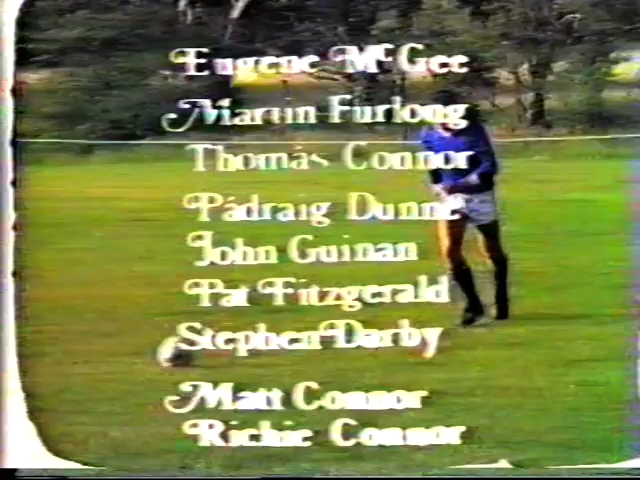 Eugene McGee
Martin Furlong
Thomas Connor
Pádraig Dunne
John Guinan
Pat Fitzgerald
Stephen Darby
Matt Connor
Richie Connor